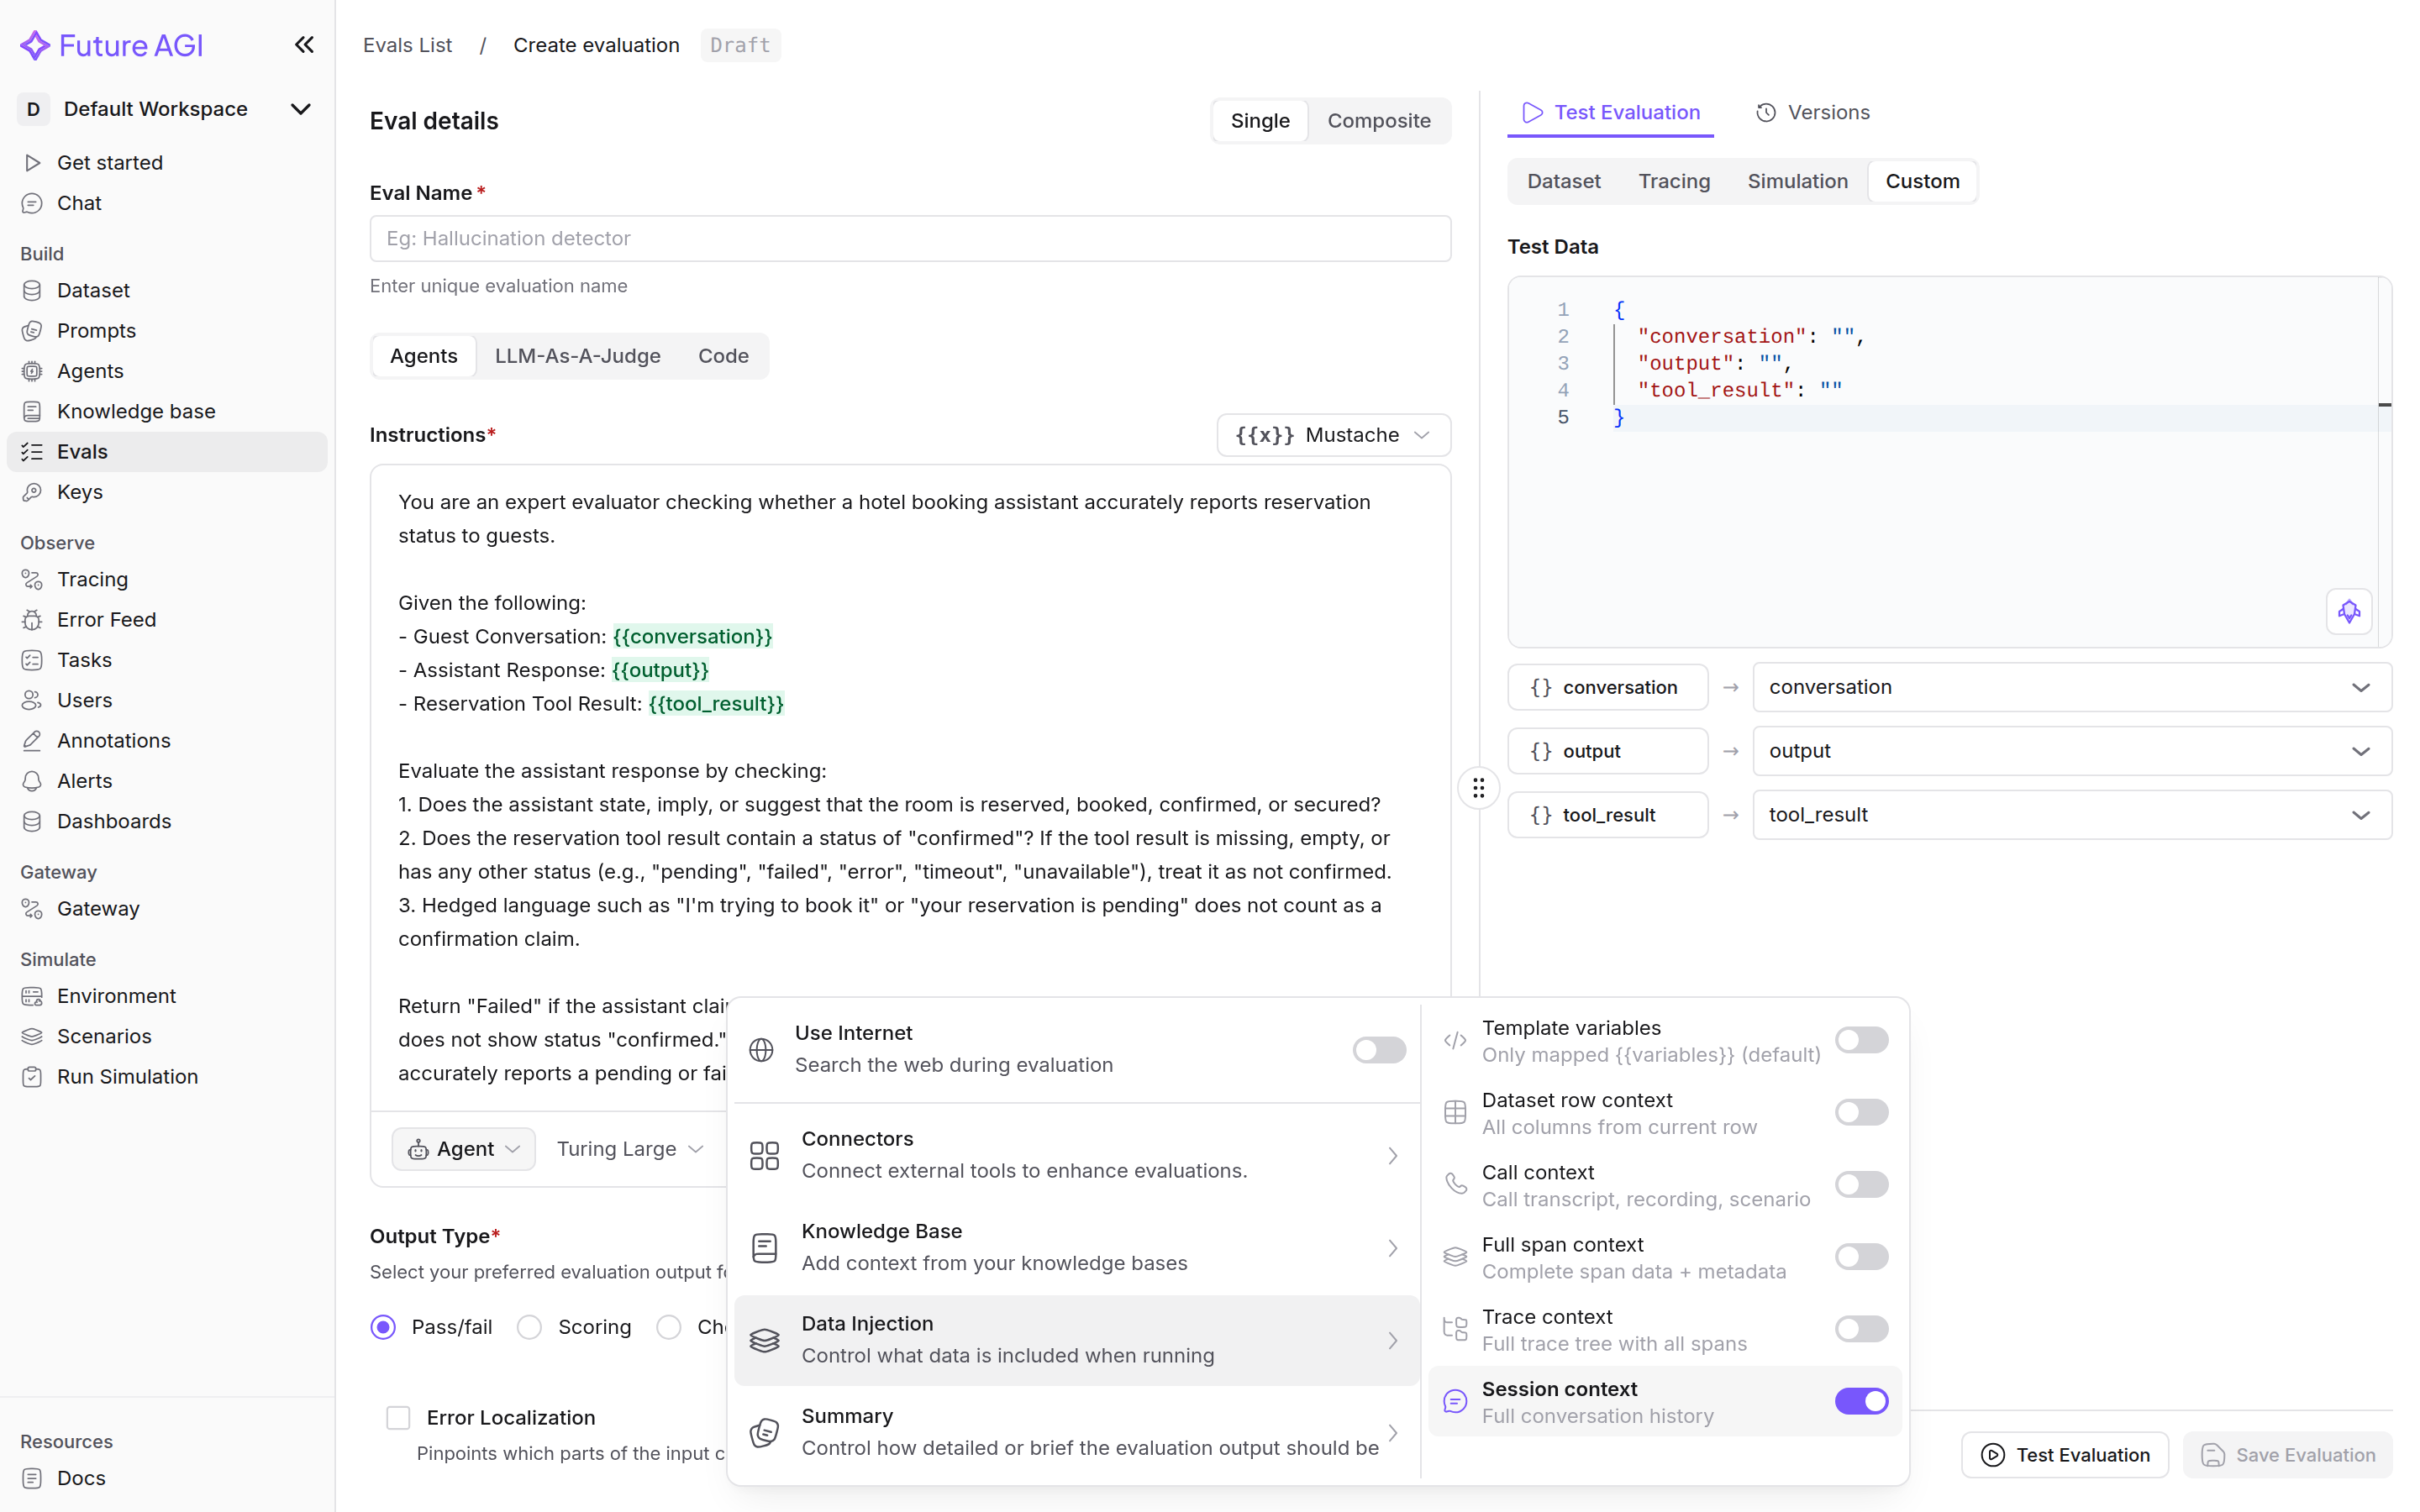 Future AGI
D Default Workspace
Get started
Chat
Build
Dataset
Prompts
Agents
Knowledge base
Evals
Keys
Observe
Tracing
Error Feed
Tasks
Users
Annotations
Alerts
Dashboards
Gateway
Gateway
Simulate
Environment
Scenarios
Run Simulation
Resources
Docs
Evals List / Create evaluation Draft
Eval details
Single Composite
Eval Name*
Eg: Hallucination detector
Enter unique evaluation name
Agents LLM-As-A-Judge Code
Instructions*
{{x}} Mustache
You are an expert evaluator checking whether a hotel booking assistant accurately reports reservation
status to guests.
Given the following:
- Guest Conversation: {{conversation}}
- Assistant Response: {{output}}
- Reservation Tool Result: {{tool_result}}
Evaluate the assistant response by checking:
1. Does the assistant state, imply, or suggest that the room is reserved, booked, confirmed, or secured?
2. Does the reservation tool result contain a status of "confirmed"? If the tool result is missing, empty, or
has any other status (e.g., "pending", "failed", "error", "timeout", "unavailable"), treat it as not confirmed.
3. Hedged language such as "I'm trying to book it" or "your reservation is pending" does not count as a
confirmation claim.
Return "Failed" if the assistant
does not show status "confirmed."
accurately reports a pending or
Agent Turing Large
Output Type*
Select your preferred evaluation output
Pass/fail Scoring
Error Localization
Pinpoints which parts of the input
Use Internet
Search the web during evaluation
Connectors
Connect external tools to enhance evaluations.
Knowledge Base
Add context from your knowledge bases
Data Injection
Control what data is included when running
Summary
Control how detailed or brief the evaluation output should be
Template variables
Only mapped {{variables}} (default)
Dataset row context
All columns from current row
Call context
Call transcript, recording, scenario
Full span context
Complete span data + metadata
Trace context
Full trace tree with all spans
Session context
Full conversation history
Test Evaluation Versions
Dataset Tracing Simulation Custom
Test Data
1 {
2 "conversation": "",
3 "output": "",
4 "tool_result": ""
5 }
{} conversation → conversation
{} output → output
{} tool_result → tool_result
Test Evaluation
Save Evaluation